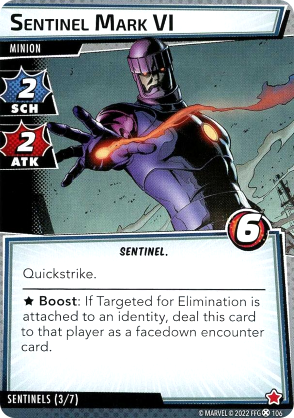 SENTINEL MARK VI
MINION
2
SCH
2
ATK
6
SENTINEL.
Quickstrike.
★ Boost: If Targeted for Elimination is
attached to an identity, deal this card
to that player as a facedown encounter
card.
SENTINELS (3/7)
© MARVEL © 2022 FFG 106